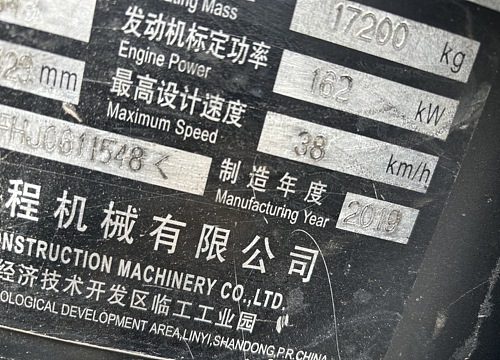 Mass 17200 kg
发动机标定功率
Engine Power 162 kW
mm
最高设计速度
Maximum Speed 38 km/h
HJC611548<
制造年度
Manufacturing Year 2019
程机械有限公司
ONSTRUCTION MACHINERY CO.,LTD.
经济技术开发区临工工业园
OLOGICAL DEVELOPMENT AREA,LINYI,SHANDONG,P.R.CHINA